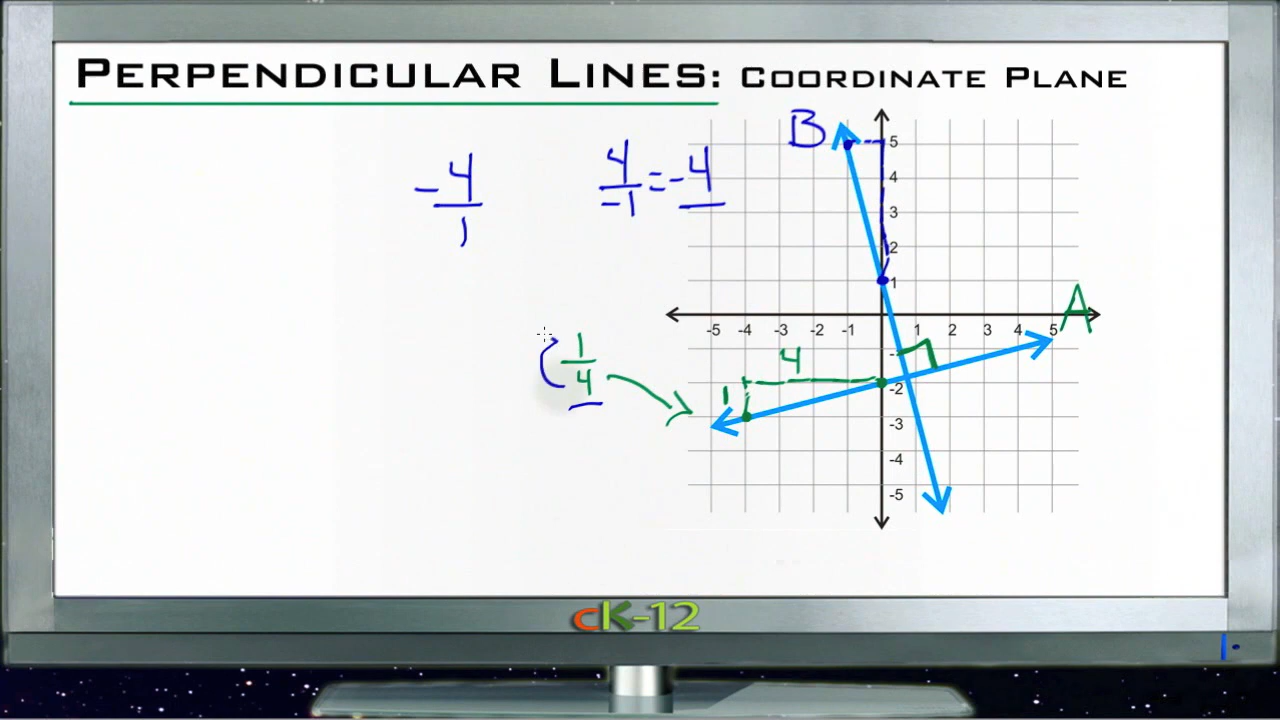 PERPENDICULAR LINES: COORDINATE PLANE
B
-4/1
4/-1 = -4
5
4
3
2
1
-5 -4 -3 -2 -1 1 2 3 4 5
A
1/4
4
1
-
-2
-3
-4
-5
cK-12